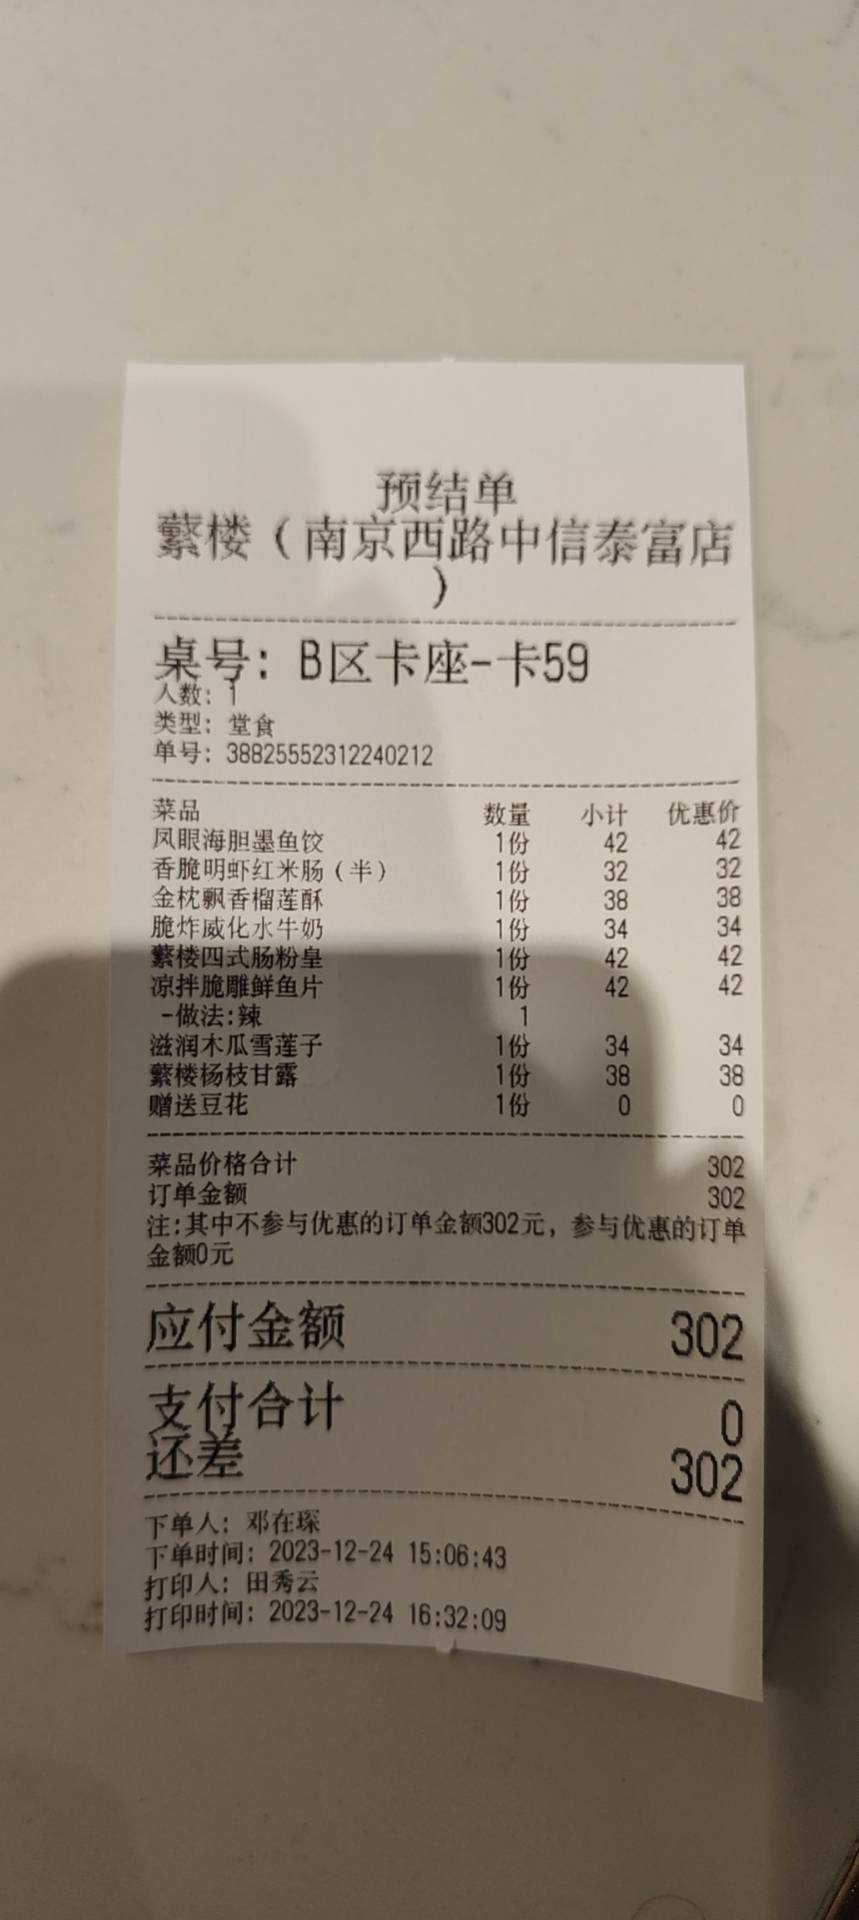 预结单
蘩楼（南京西路中信泰富店
）
桌号: B区卡座-卡59
人数: 1
类型: 堂食
单号: 38825552312240212
菜品 数量 小计 优惠价
凤眼海胆墨鱼饺 1份 42 42
香脆明虾红米肠（半） 1份 32 32
金枕飘香榴莲酥 1份 38 38
脆炸威化水牛奶 1份 34 34
蘩楼四式肠粉皇 1份 42 42
凉拌脆雕鲜鱼片 1份 42 42
-做法:辣 1
滋润木瓜雪莲子 1份 34 34
蘩楼杨枝甘露 1份 38 38
赠送豆花 1份 0 0
菜品价格合计 302
订单金额 302
注:其中不参与优惠的订单金额302元, 参与优惠的订单
金额0元
应付金额 302
支付合计 0
还差 302
下单人: 邓在琛
下单时间: 2023-12-24 15:06:43
打印人: 田秀云
打印时间: 2023-12-24 16:32:09